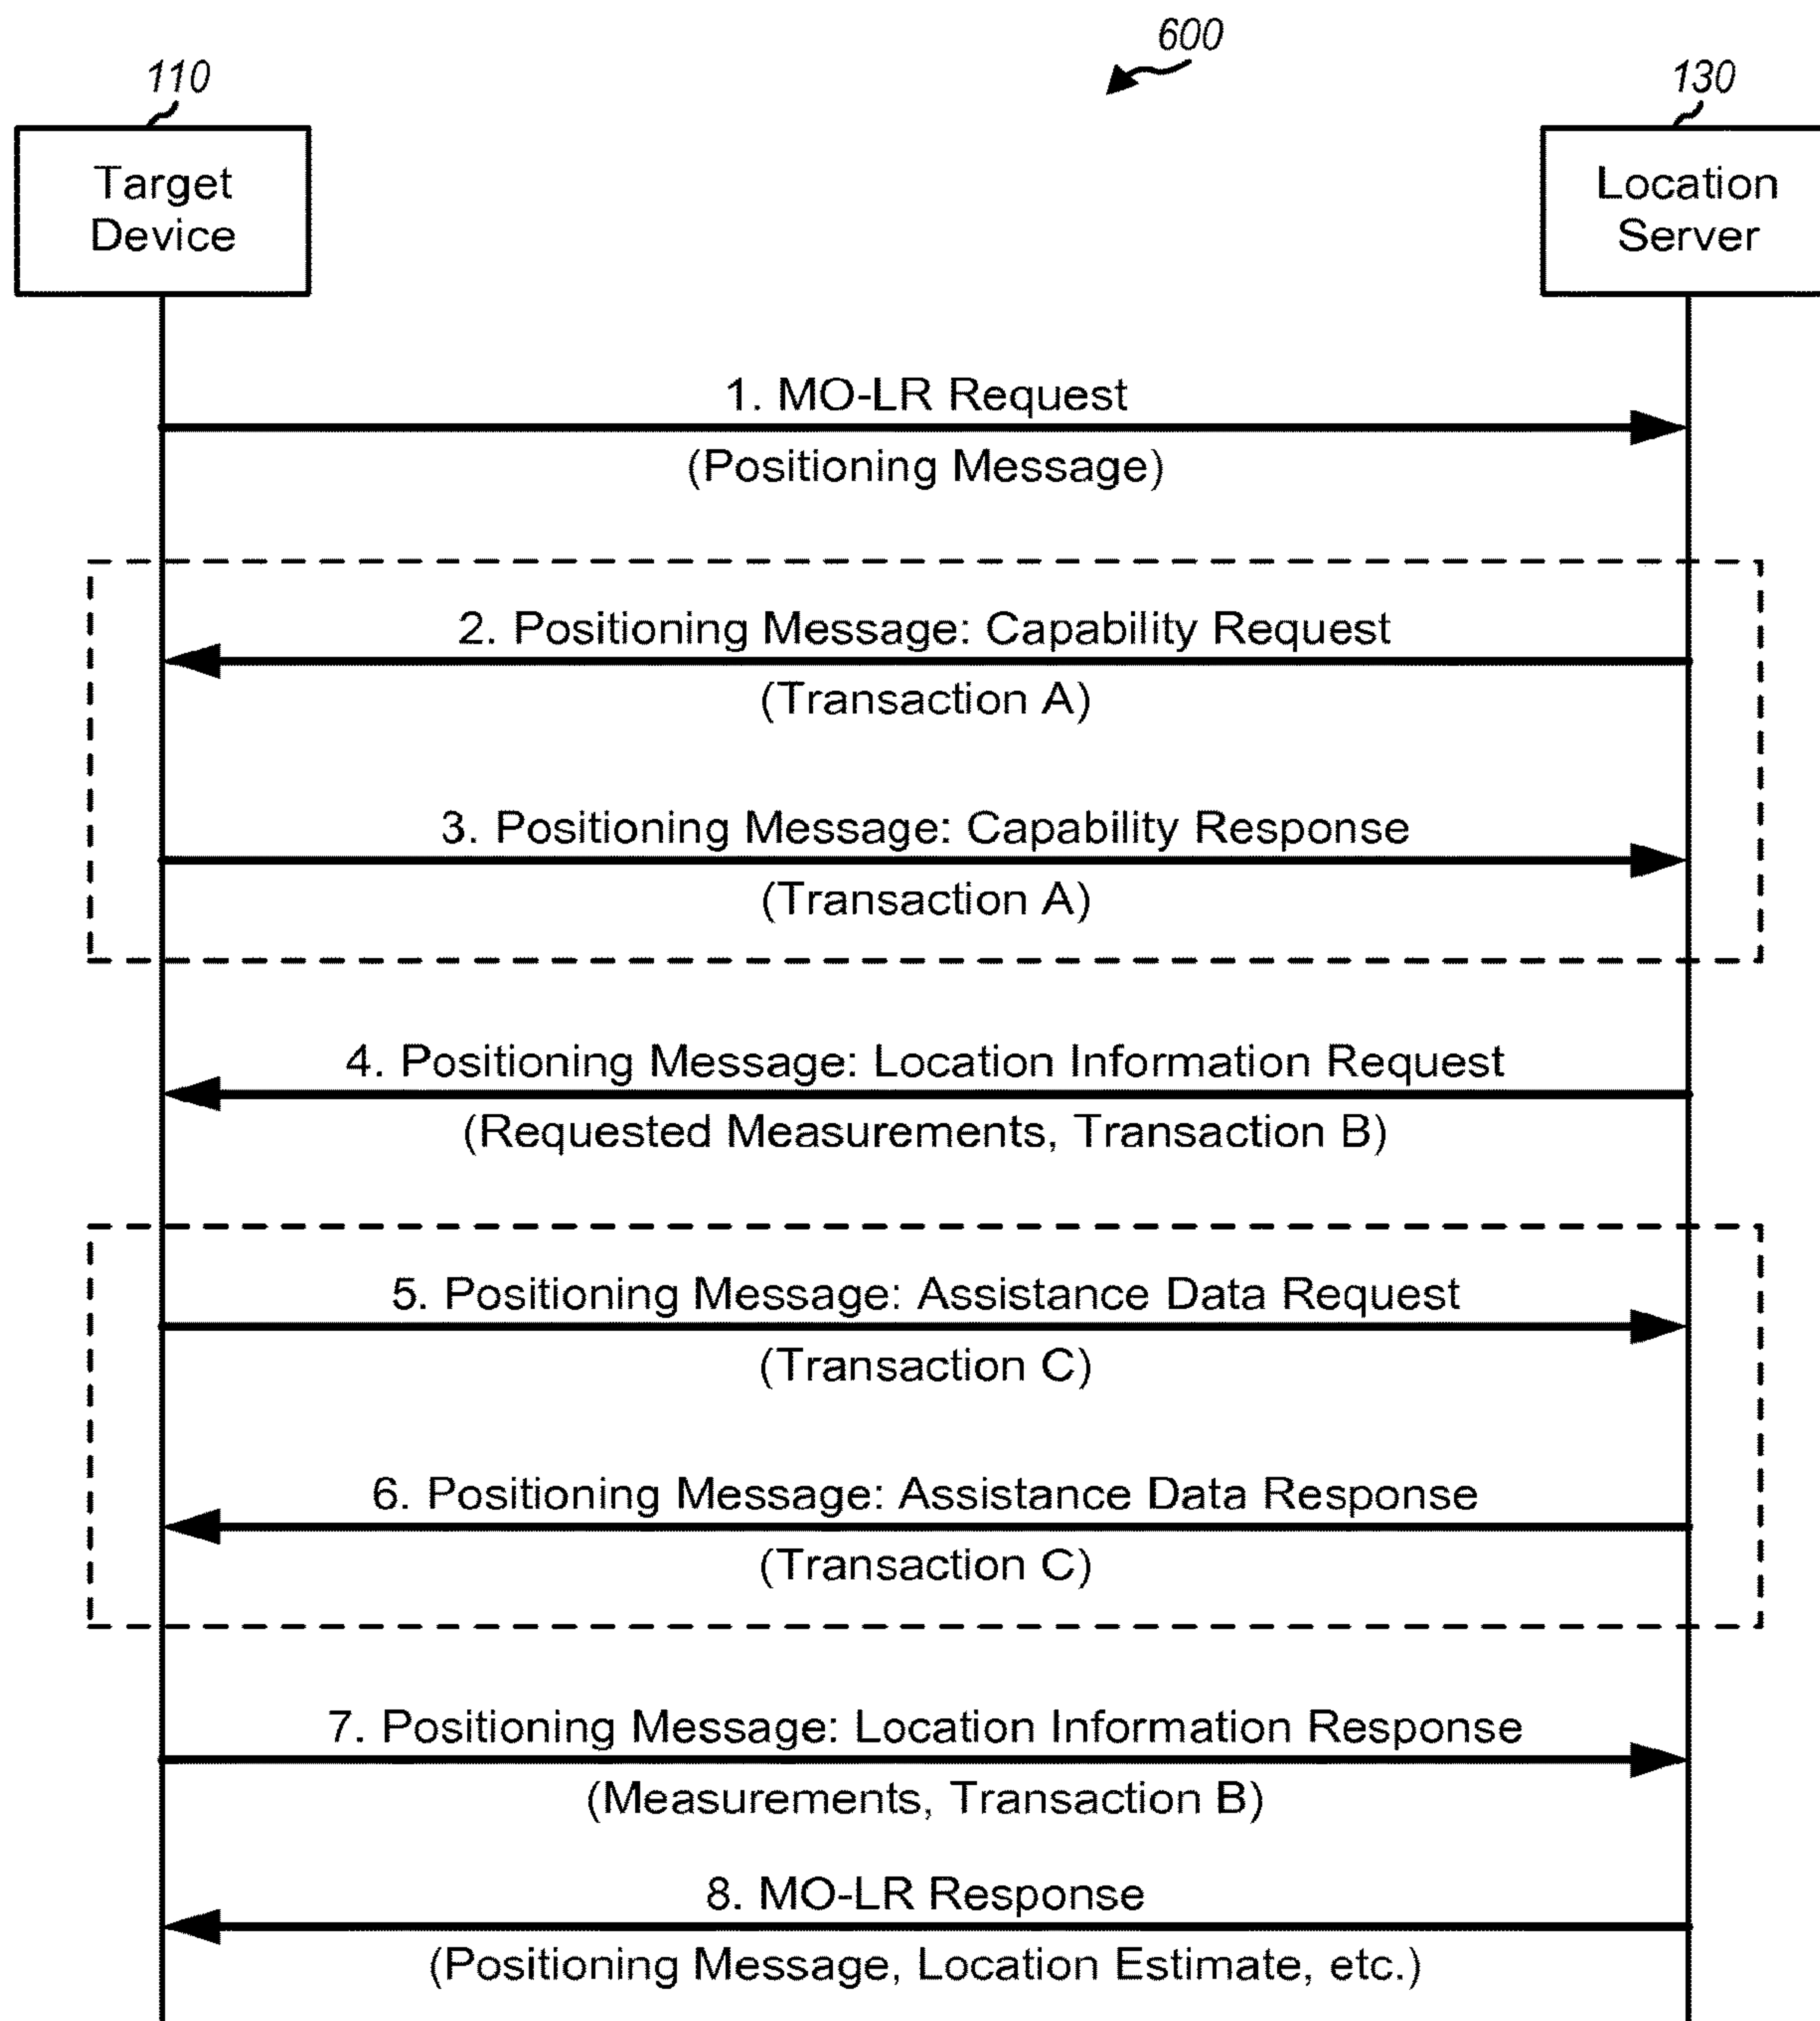 600
110
130
Target
Device
Location
Server
1. MO-LR Request
(Positioning Message)
2. Positioning Message: Capability Request
(Transaction A)
3. Positioning Message: Capability Response
(Transaction A)
4. Positioning Message: Location Information Request
(Requested Measurements, Transaction B)
5. Positioning Message: Assistance Data Request
(Transaction C)
6. Positioning Message: Assistance Data Response
(Transaction C)
7. Positioning Message: Location Information Response
(Measurements, Transaction B)
8. MO-LR Response
(Positioning Message, Location Estimate, etc.)